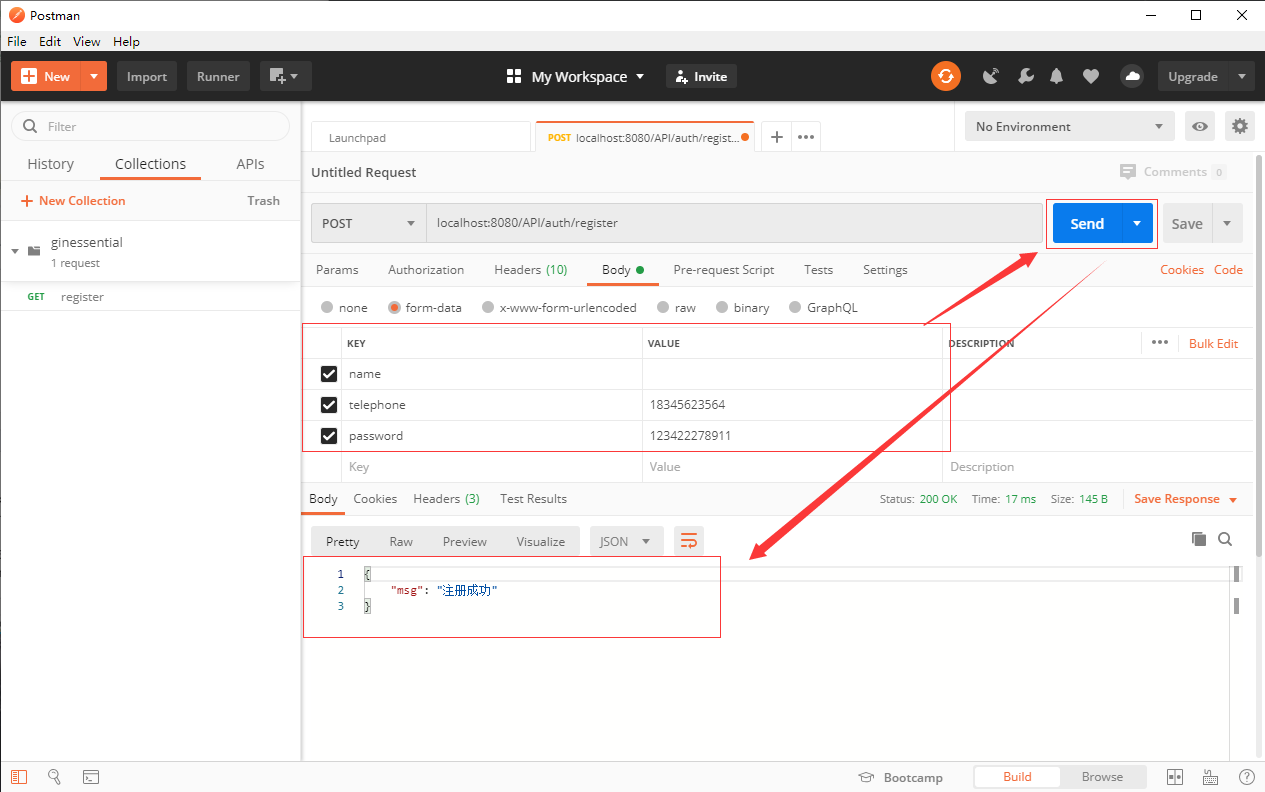 Postman
File Edit View Help
New Import Runner My Workspace Invite Upgrade
Filter
History Collections APIs
New Collection Trash
ginessential
1 request
GET register
Launchpad POST localhost:8080/API/auth/regist... No Environment
Untitled Request Comments 0
POST localhost:8080/API/auth/register Send Save
Params Authorization Headers (10) Body Pre-request Script Tests Settings Cookies Code
none form-data x-www-form-urlencoded raw binary GraphQL
KEY VALUE DESCRIPTION Bulk Edit
name
telephone 18345623564
password 123422278911
Key Value Description
Body Cookies Headers (3) Test Results Status: 200 OK Time: 17 ms Size: 145 B Save Response
Pretty Raw Preview Visualize JSON
1 {
2 "msg": "注册成功"
3 }
Bootcamp Build Browse